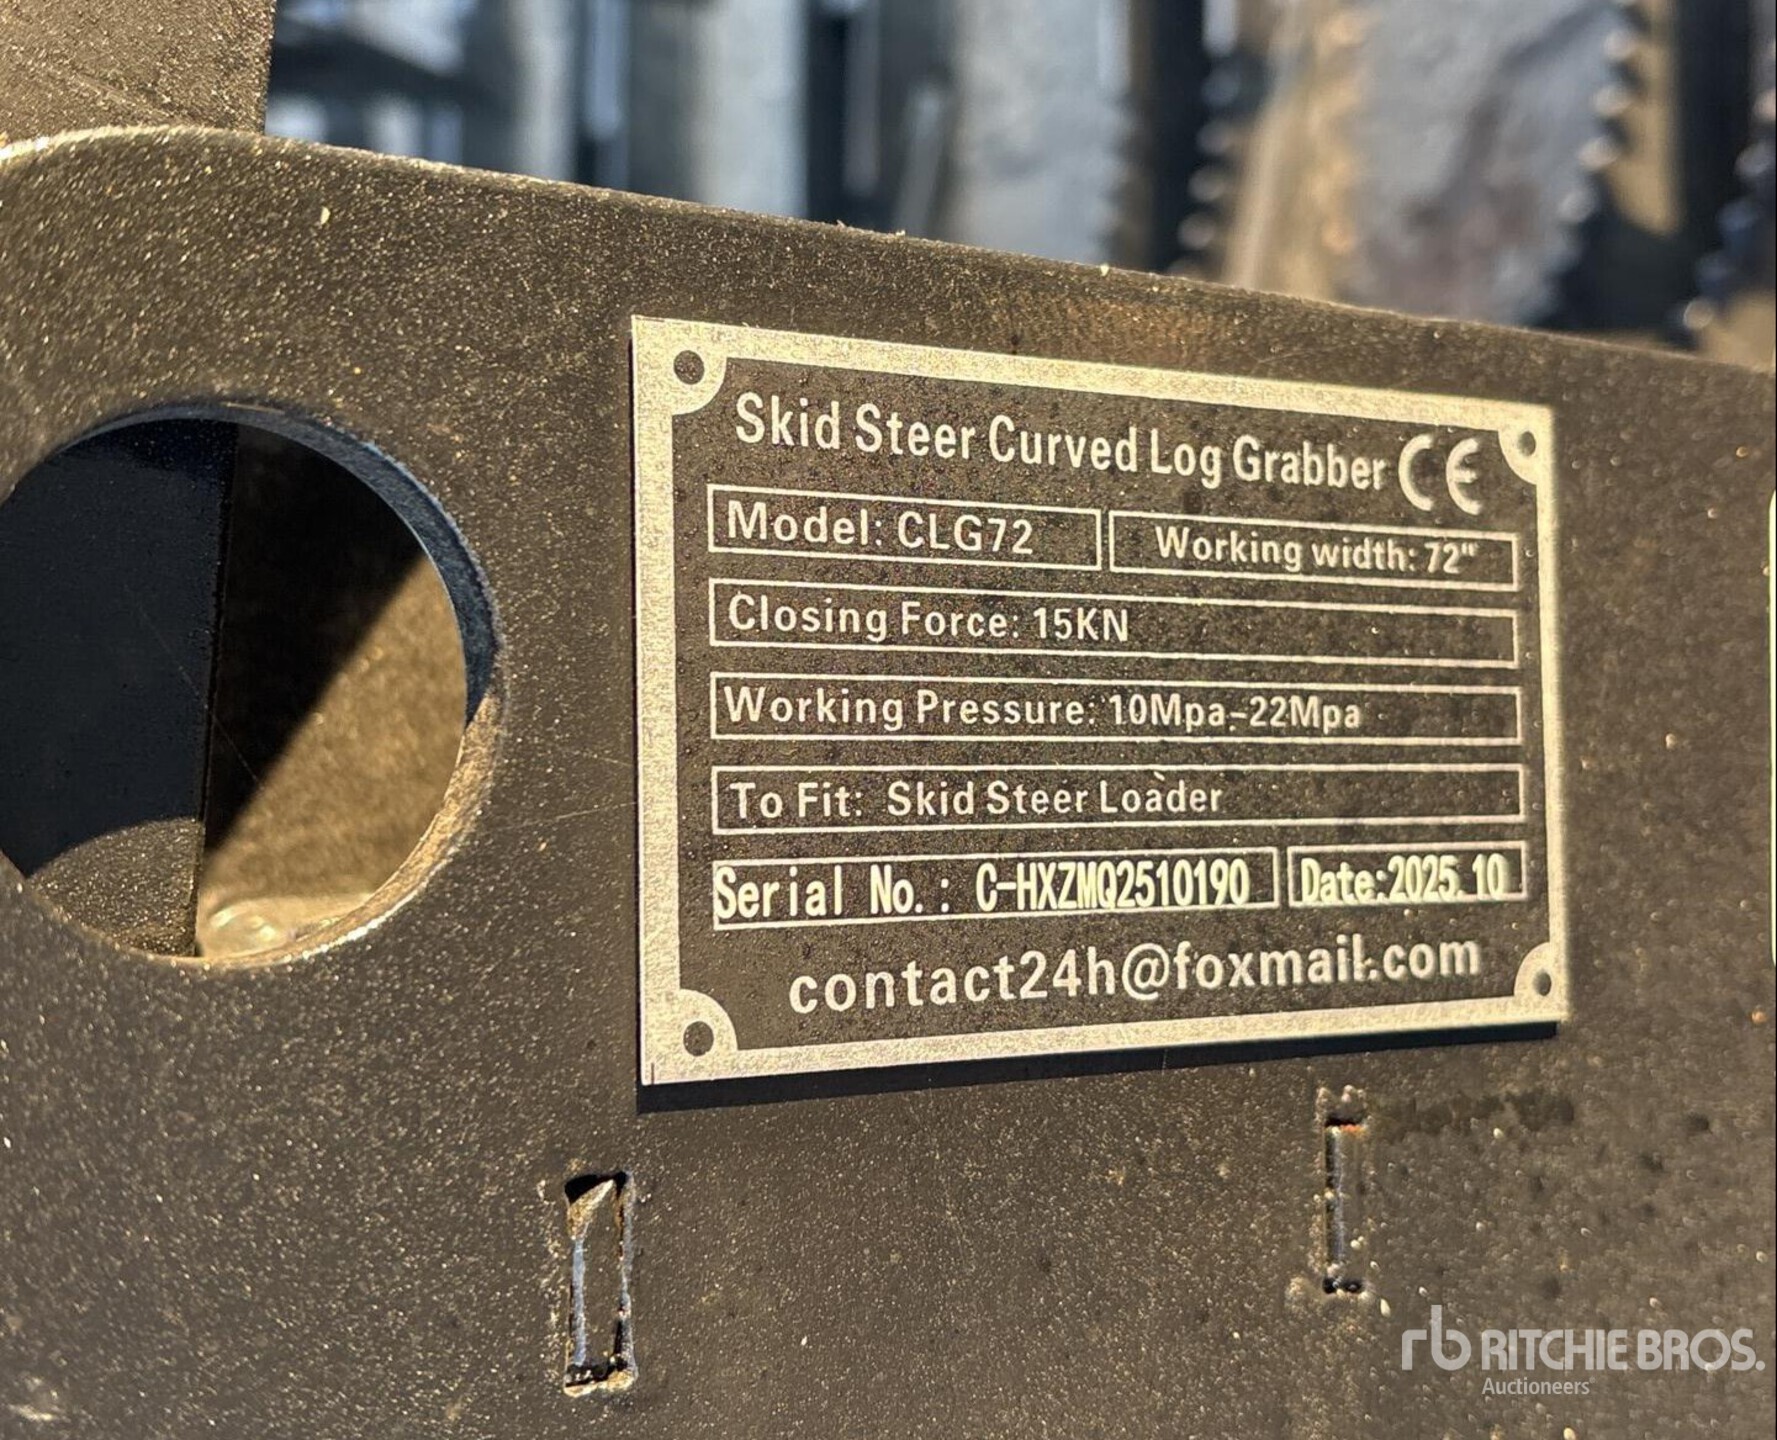 Skid Steer Curved Log Grabber CE
Model: CLG72
Working width: 72"
Closing Force: 15KN
Working Pressure: 10Mpa-22Mpa
To Fit: Skid Steer Loader
Serial No.: C-HXZMQ2510190
Date:2025.10
contact24h@foxmail.com
rb RITCHIE BROS.
Auctioneers